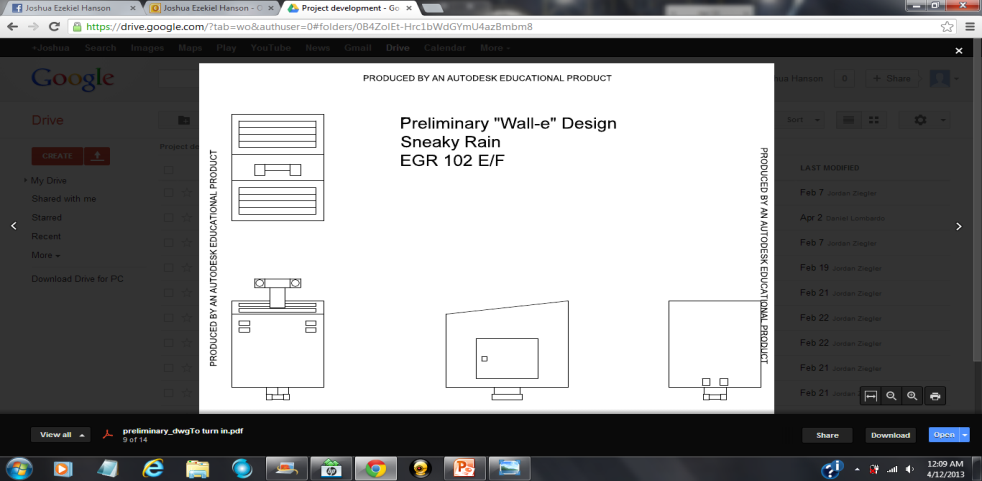 Joshua Ezekiel Hanson
Joshua Ezekiel Hanson - O
Project development - Go
https://drive.google.com/?tab=wo&authuser=0#folders/0B4ZolEt-Hrc1bWdGYmU4azBmbm8
+Joshua Search Images Maps Play YouTube News Gmail Drive Calendar More
Google
Hanson 0 + Share
Drive
Sort
CREATE
My Drive
Shared with me
Starred
Recent
More
Download Drive for PC
Project de
PRODUCED BY AN AUTODESK EDUCATIONAL PRODUCT
Preliminary "Wall-e" Design
Sneaky Rain
EGR 102 E/F
PRODUCED BY AN AUTODESK EDUCATIONAL PRODUCT
PRODUCED BY AN AUTODESK EDUCATIONAL PRODUCT
LAST MODIFIED
Feb 7 Jordan Ziegler
Apr 2 Daniel Lombardo
Feb 7 Jordan Ziegler
Feb 19 Jordan Ziegler
Feb 21 Jordan Ziegler
Feb 22 Jordan Ziegler
Feb 22 Jordan Ziegler
Feb 21 Jordan Ziegler
Feb 21 Jordan
View all
preliminary_dwgTo turn in.pdf
9 of 14
Share Download Open
12:09 AM
4/12/2013